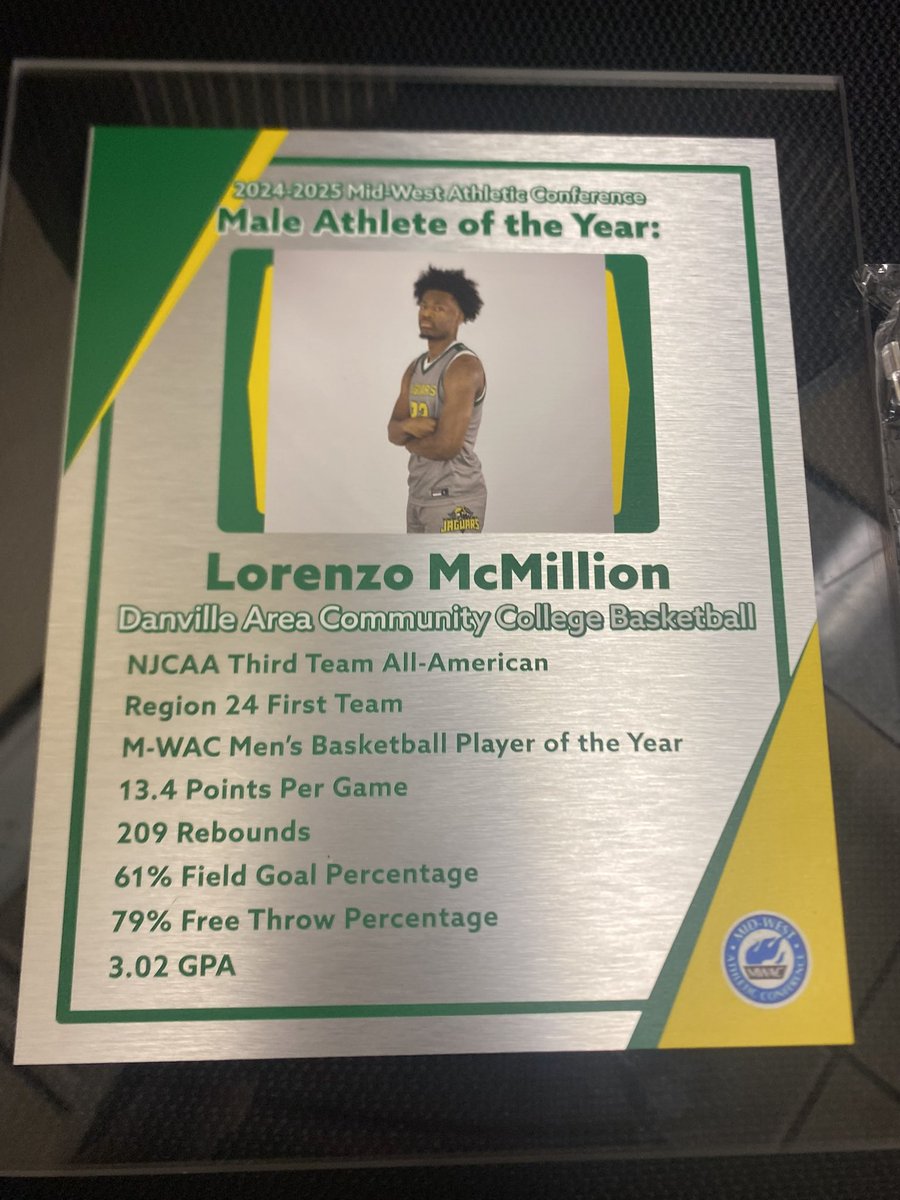 2024-2025 Mid-West Athletic Conference
Male Athlete of the Year:
JAGUARS
Lorenzo McMillion
Danville Area Community College Basketball
NJCAA Third Team All-American
Region 24 First Team
M-WAC Men's Basketball Player of the Year
13.4 Points Per Game
209 Rebounds
61% Field Goal Percentage
79% Free Throw Percentage
3.02 GPA
MID-WEST
MWAC
ATHLETIC CONFERENCE